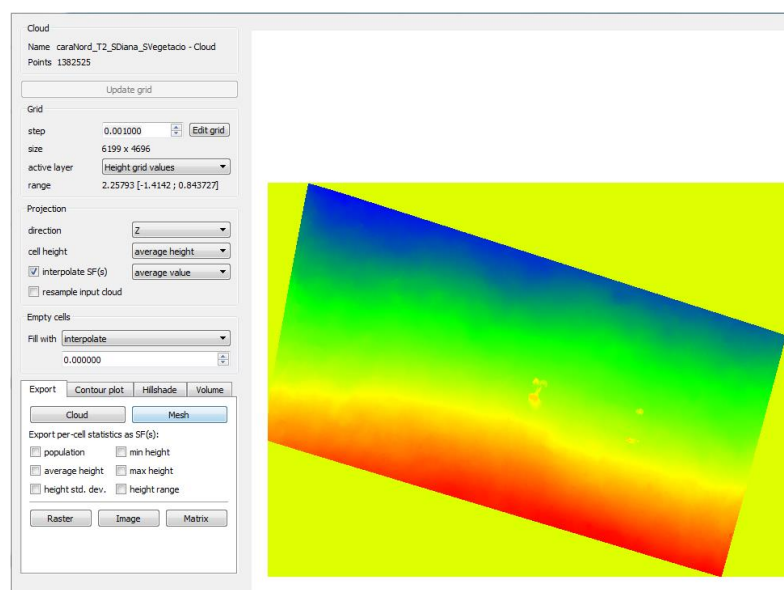 Cloud
Name caraNord_T2_SDiana_SVegetacio - Cloud
Points 1382525
Update grid
Grid
step 0.001000 Edit grid
size 6199 x 4696
active layer Height grid values
range 2.25793 [-1.4142 ; 0.843727]
Projection
direction Z
cell height average height
interpolate SF(s) average value
resample input cloud
Empty cells
Fill with interpolate
0.000000
Export Contour plot Hillshade Volume
Cloud Mesh
Export per-cell statistics as SF(s):
population min height
average height max height
height std. dev. height range
Raster Image Matrix